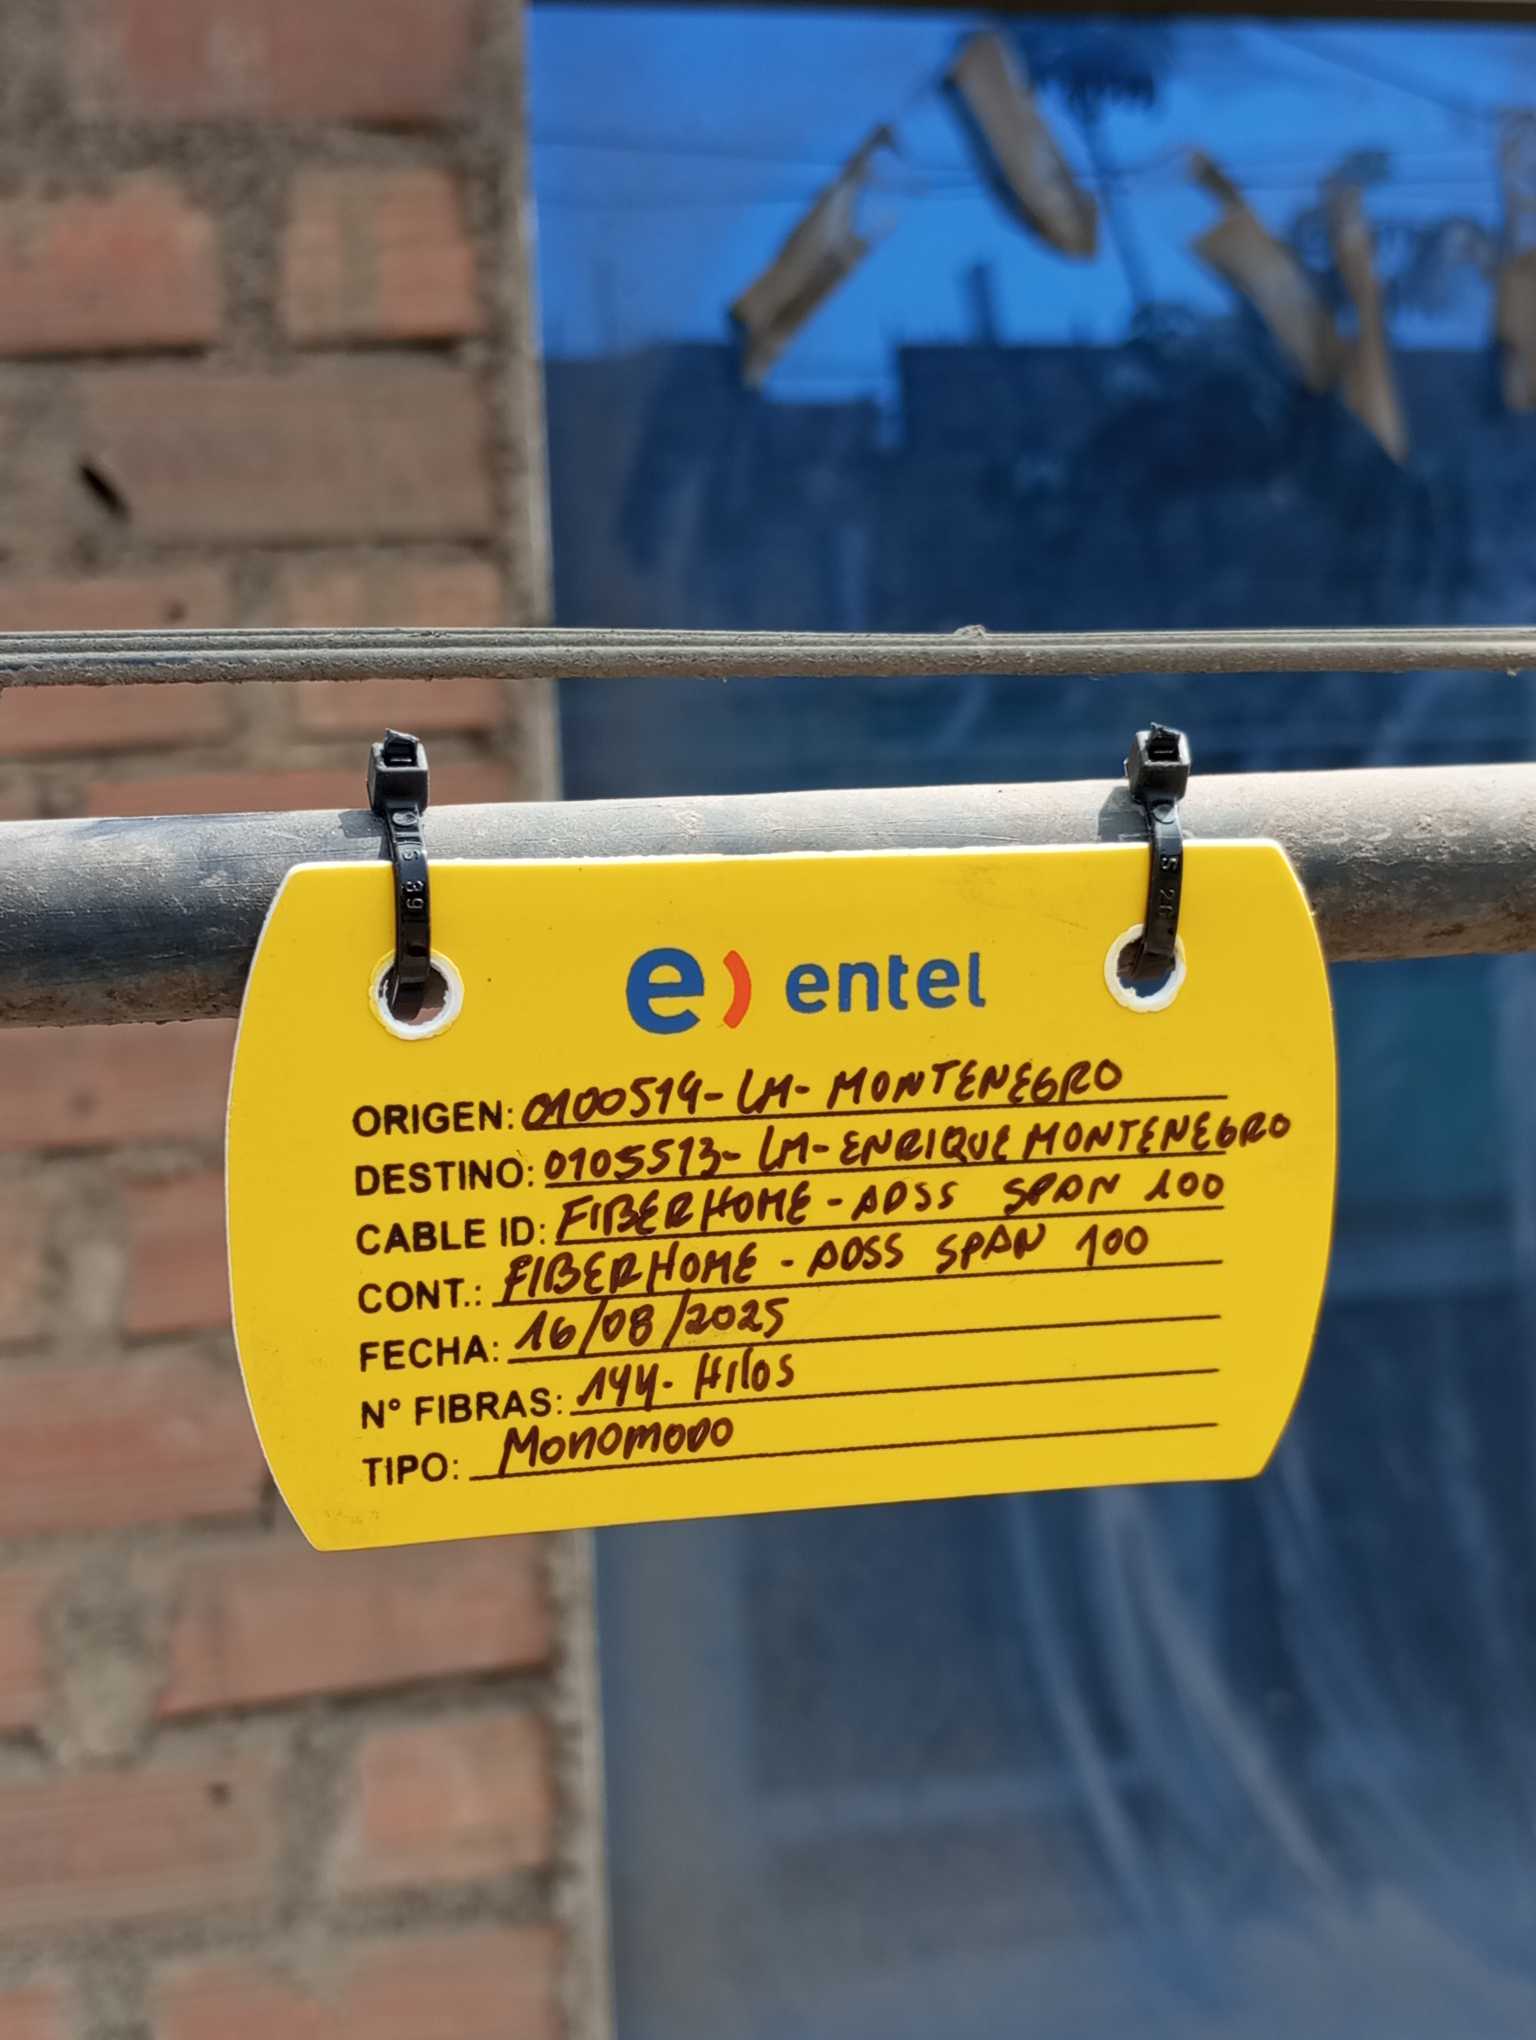 e) entel
ORIGEN: 0100519-LM-MONTENEGRO
DESTINO: 0105513-LM-ENRIQUE MONTENEGRO
CABLE ID: FIBERHOME-ADSS SPAN 100
CONT.: FIBERHOME-ADSS SPAN 100
FECHA: 16/08/2025
N° FIBRAS: 144-Hilos
TIPO: MONOMODO